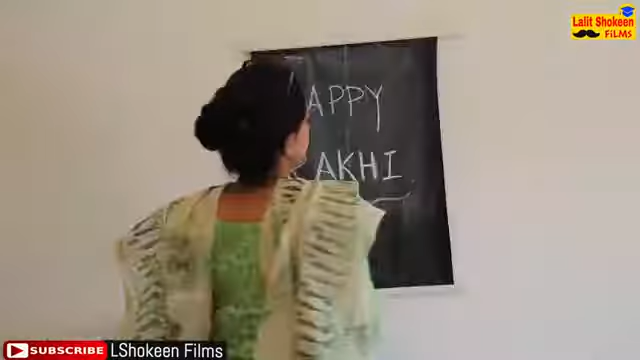 Lalit Shokeen
FiLMS
APPY
AKHI
SUBSCRIBE LShokeen Films